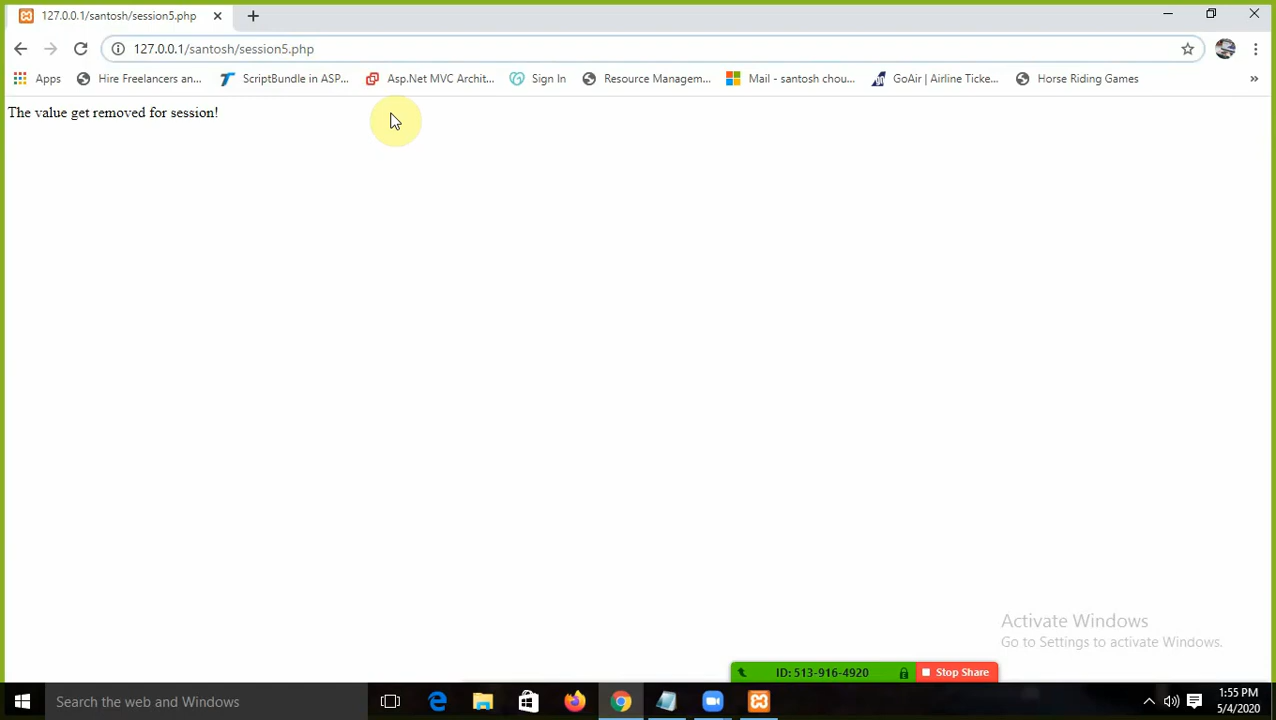 127.0.0.1/santosh/session5.php
127.0.0.1/santosh/session5.php
Apps Hire Freelancers an... ScriptBundle in ASP... Asp.Net MVC Archit... Sign In Resource Managem... Mail - santosh chou... GoAir | Airline Ticke... Horse Riding Games »
The value get removed for session!
Activate Windows
Go to Settings to activate Windows.
ID: 513-916-4920 Stop Share
Search the web and Windows
1:55 PM
5/4/2020